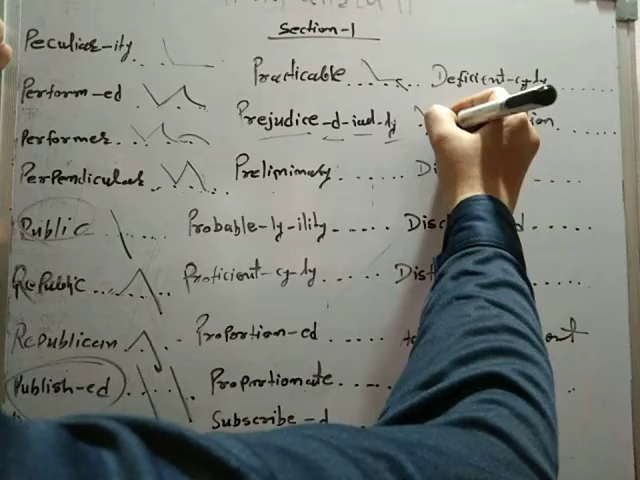 Section-1
Peculiar-ity
Perform-ed
Performer
Perpendicular
Public
Republic
Republican
Publish-ed
Practicable
Prejudice-d-icial-ly
Preliminary
Probable-ly-ility
Proficient-cy-ly
Proportion-ed
Proportionate
Subscribe-d
Deficient-cy-ly